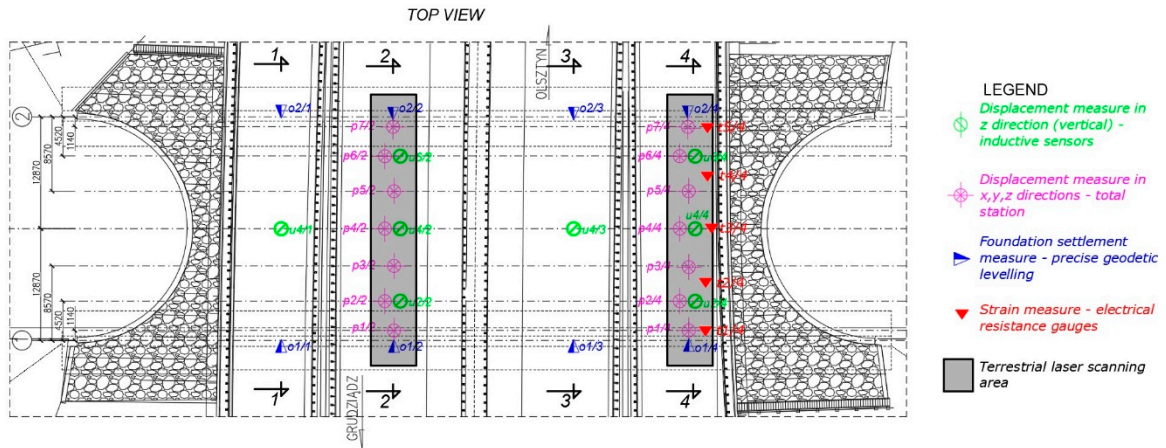 TOP VIEW
OLSZTYN
1 2 3 4
o2/1 o2/2 o2/3 o2/4
2
p7/2 p7/4
4520
1140
p6/2 p6/4
8570
12870
p5/2 p5/4
u4/1 p4/2 u4/2 u4/3 p4/4 u4/4
p3/2 p3/4
12870
8570
p2/2 u2/2 p2/4
4520
1140
p1/2 p1/4
1
o1/1 o1/2 o1/3 o1/4
1 2 3 4
GRUDZIĄDZ
LEGEND
Displacement measure in
z direction (vertical) -
inductive sensors
Displacement measure in
x,y,z directions - total
station
Foundation settlement
measure - precise geodetic
levelling
Strain measure - electrical
resistance gauges
Terrestrial laser scanning
area